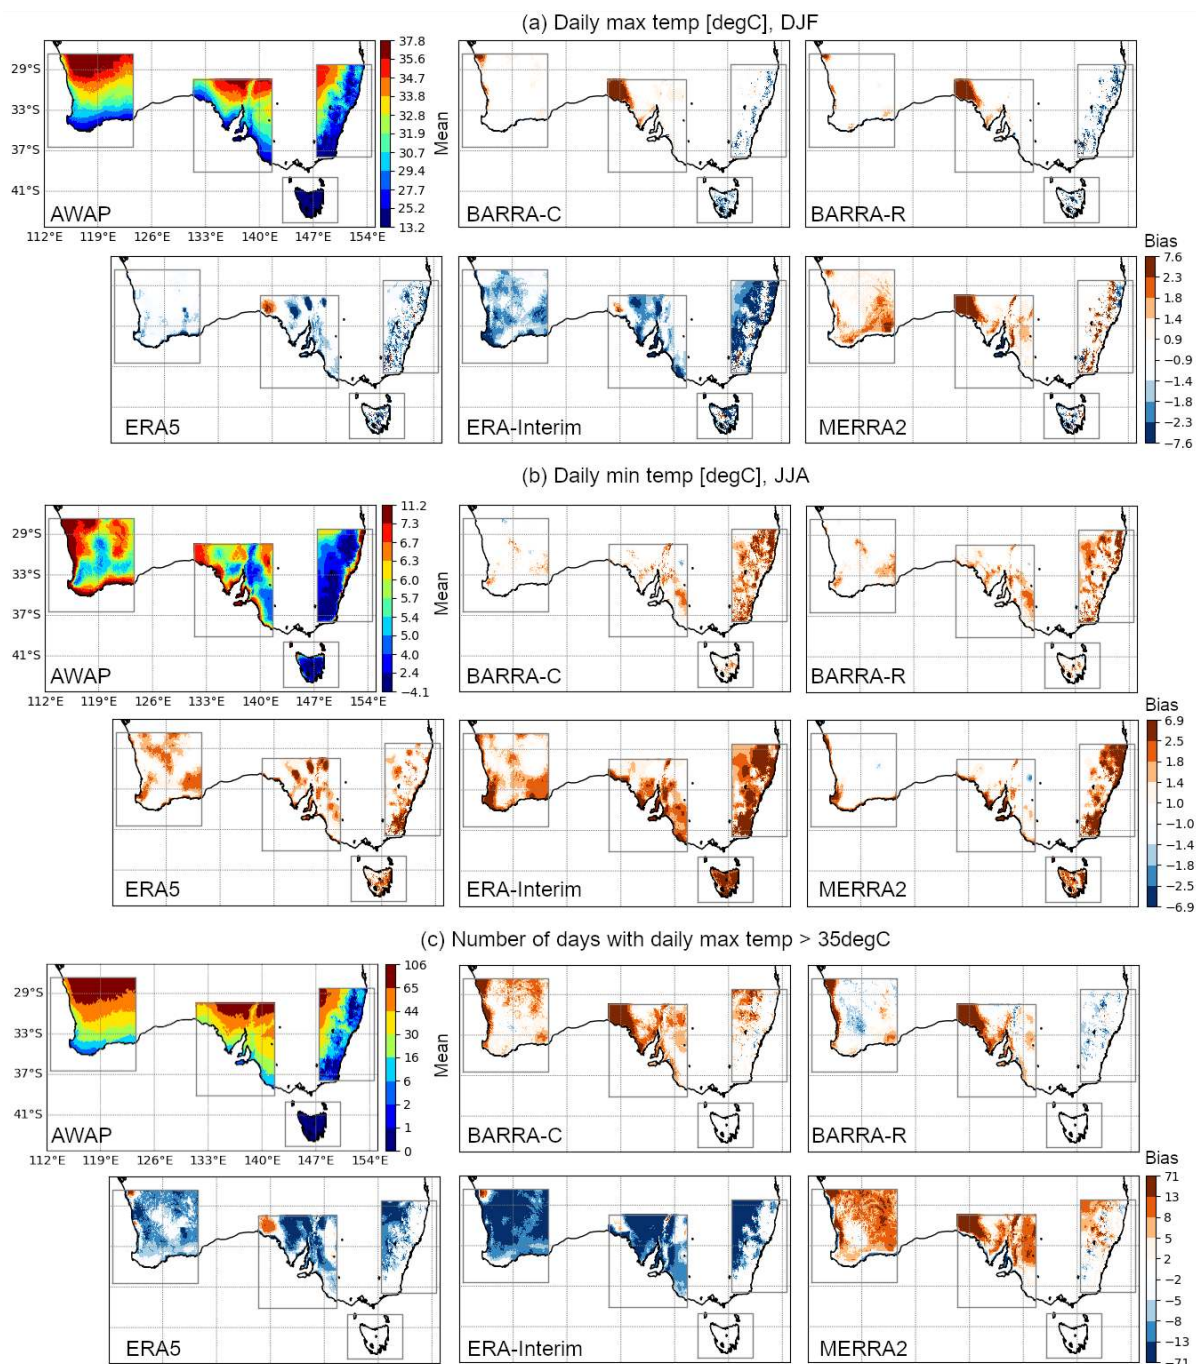 (a) Daily max temp [degC], DJF
29°S
33°S
37°S
41°S
AWAP
112°E 119°E 126°E 133°E 140°E 147°E 154°E
37.8
35.6
34.7
33.8
32.8
31.9
30.7
29.4
27.7
25.2
13.2
Mean
BARRA-C
BARRA-R
ERA5
ERA-Interim
MERRA2
Bias
7.6
2.3
1.8
1.4
0.9
−0.9
−1.4
−1.8
−2.3
−7.6
(b) Daily min temp [degC], JJA
29°S
33°S
37°S
41°S
AWAP
112°E 119°E 126°E 133°E 140°E 147°E 154°E
11.2
7.3
6.7
6.3
6.0
5.7
5.4
5.0
4.0
2.4
−4.1
Mean
BARRA-C
BARRA-R
ERA5
ERA-Interim
MERRA2
Bias
6.9
2.5
1.8
1.4
1.0
−1.0
−1.4
−1.8
−2.5
−6.9
(c) Number of days with daily max temp > 35degC
29°S
33°S
37°S
41°S
AWAP
112°E 119°E 126°E 133°E 140°E 147°E 154°E
106
65
44
30
16
6
2
1
0
Mean
BARRA-C
BARRA-R
ERA5
ERA-Interim
MERRA2
Bias
71
13
8
5
2
−2
−5
−8
−13
−71